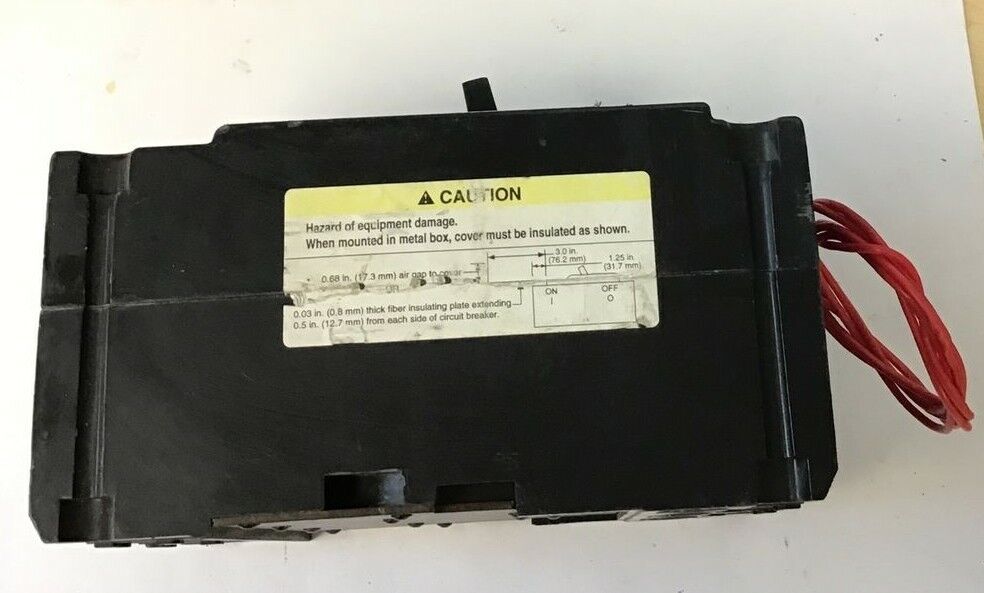 ⚠ CAUTION
Hazard of equipment damage.
When mounted in metal box, cover must be insulated as shown.
3.0 in.
(76.2 mm)
1.25 in.
(31.7 mm)
0.68 in. (17.3 mm) air gap to cover
OR
0.03 in. (0.8 mm) thick fiber insulating plate extending
0.5 in. (12.7 mm) from each side of circuit breaker.
ON
I
OFF
O